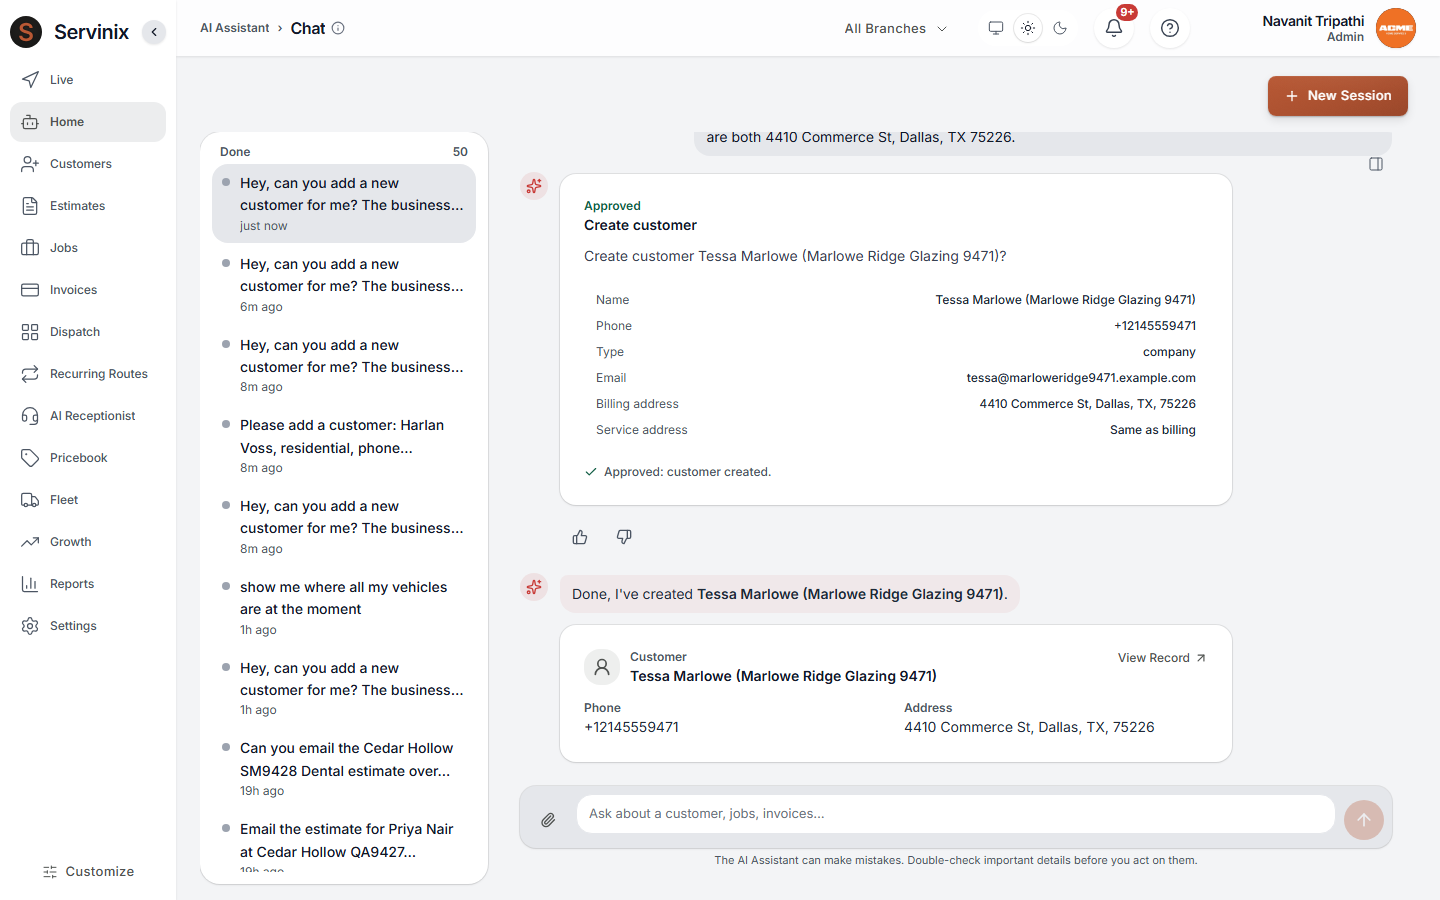 Servinix
Live
Home
Customers
Estimates
Jobs
Invoices
Dispatch
Recurring Routes
AI Receptionist
Pricebook
Fleet
Growth
Reports
Settings
Customize
AI Assistant › Chat
All Branches
9+
Navanit Tripathi
Admin
ACME
+ New Session
Done 50
Hey, can you add a new
customer for me? The business...
just now
Hey, can you add a new
customer for me? The business...
6m ago
Hey, can you add a new
customer for me? The business...
8m ago
Please add a customer: Harlan
Voss, residential, phone...
8m ago
Hey, can you add a new
customer for me? The business...
8m ago
show me where all my vehicles
are at the moment
1h ago
Hey, can you add a new
customer for me? The business...
1h ago
Can you email the Cedar Hollow
SM9428 Dental estimate over...
19h ago
Email the estimate for Priya Nair
at Cedar Hollow QA9427...
19h ago
are both 4410 Commerce St, Dallas, TX 75226.
Approved
Create customer
Create customer Tessa Marlowe (Marlowe Ridge Glazing 9471)?
Name Tessa Marlowe (Marlowe Ridge Glazing 9471)
Phone +12145559471
Type company
Email tessa@marloweridge9471.example.com
Billing address 4410 Commerce St, Dallas, TX, 75226
Service address Same as billing
Approved: customer created.
Done, I've created Tessa Marlowe (Marlowe Ridge Glazing 9471).
Customer
Tessa Marlowe (Marlowe Ridge Glazing 9471)
View Record
Phone Address
+12145559471 4410 Commerce St, Dallas, TX, 75226
Ask about a customer, jobs, invoices...
The AI Assistant can make mistakes. Double-check important details before you act on them.